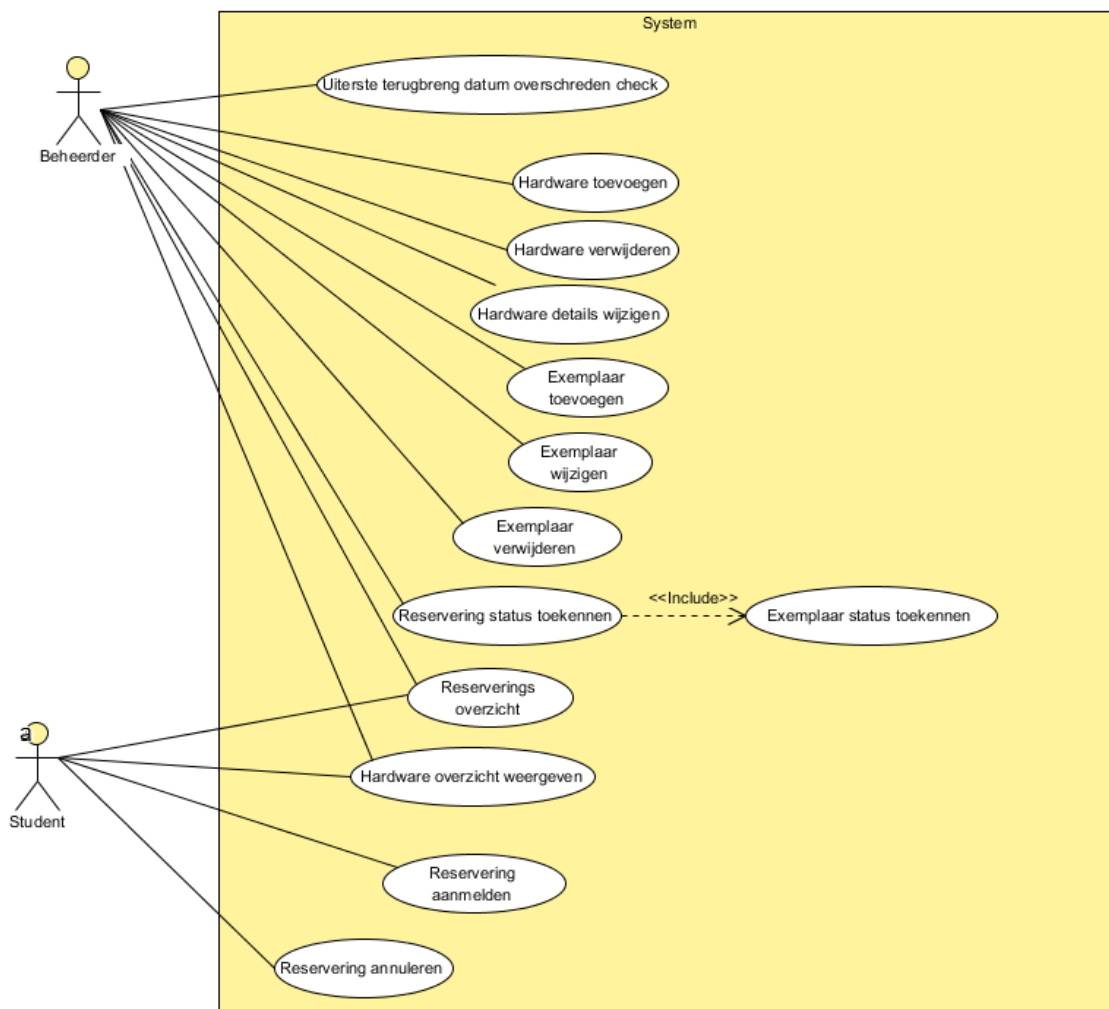 System
Uiterste terugbreng datum overschreden check
Beheerder
Hardware toevoegen
Hardware verwijderen
Hardware details wijzigen
Exemplaar
toevoegen
Exemplaar
wijzigen
Exemplaar
verwijderen
<<Include>>
Reservering status toekennen
Exemplaar status toekennen
Reserverings
overzicht
a
Hardware overzicht weergeven
Student
Reservering
aanmelden
Reservering annuleren